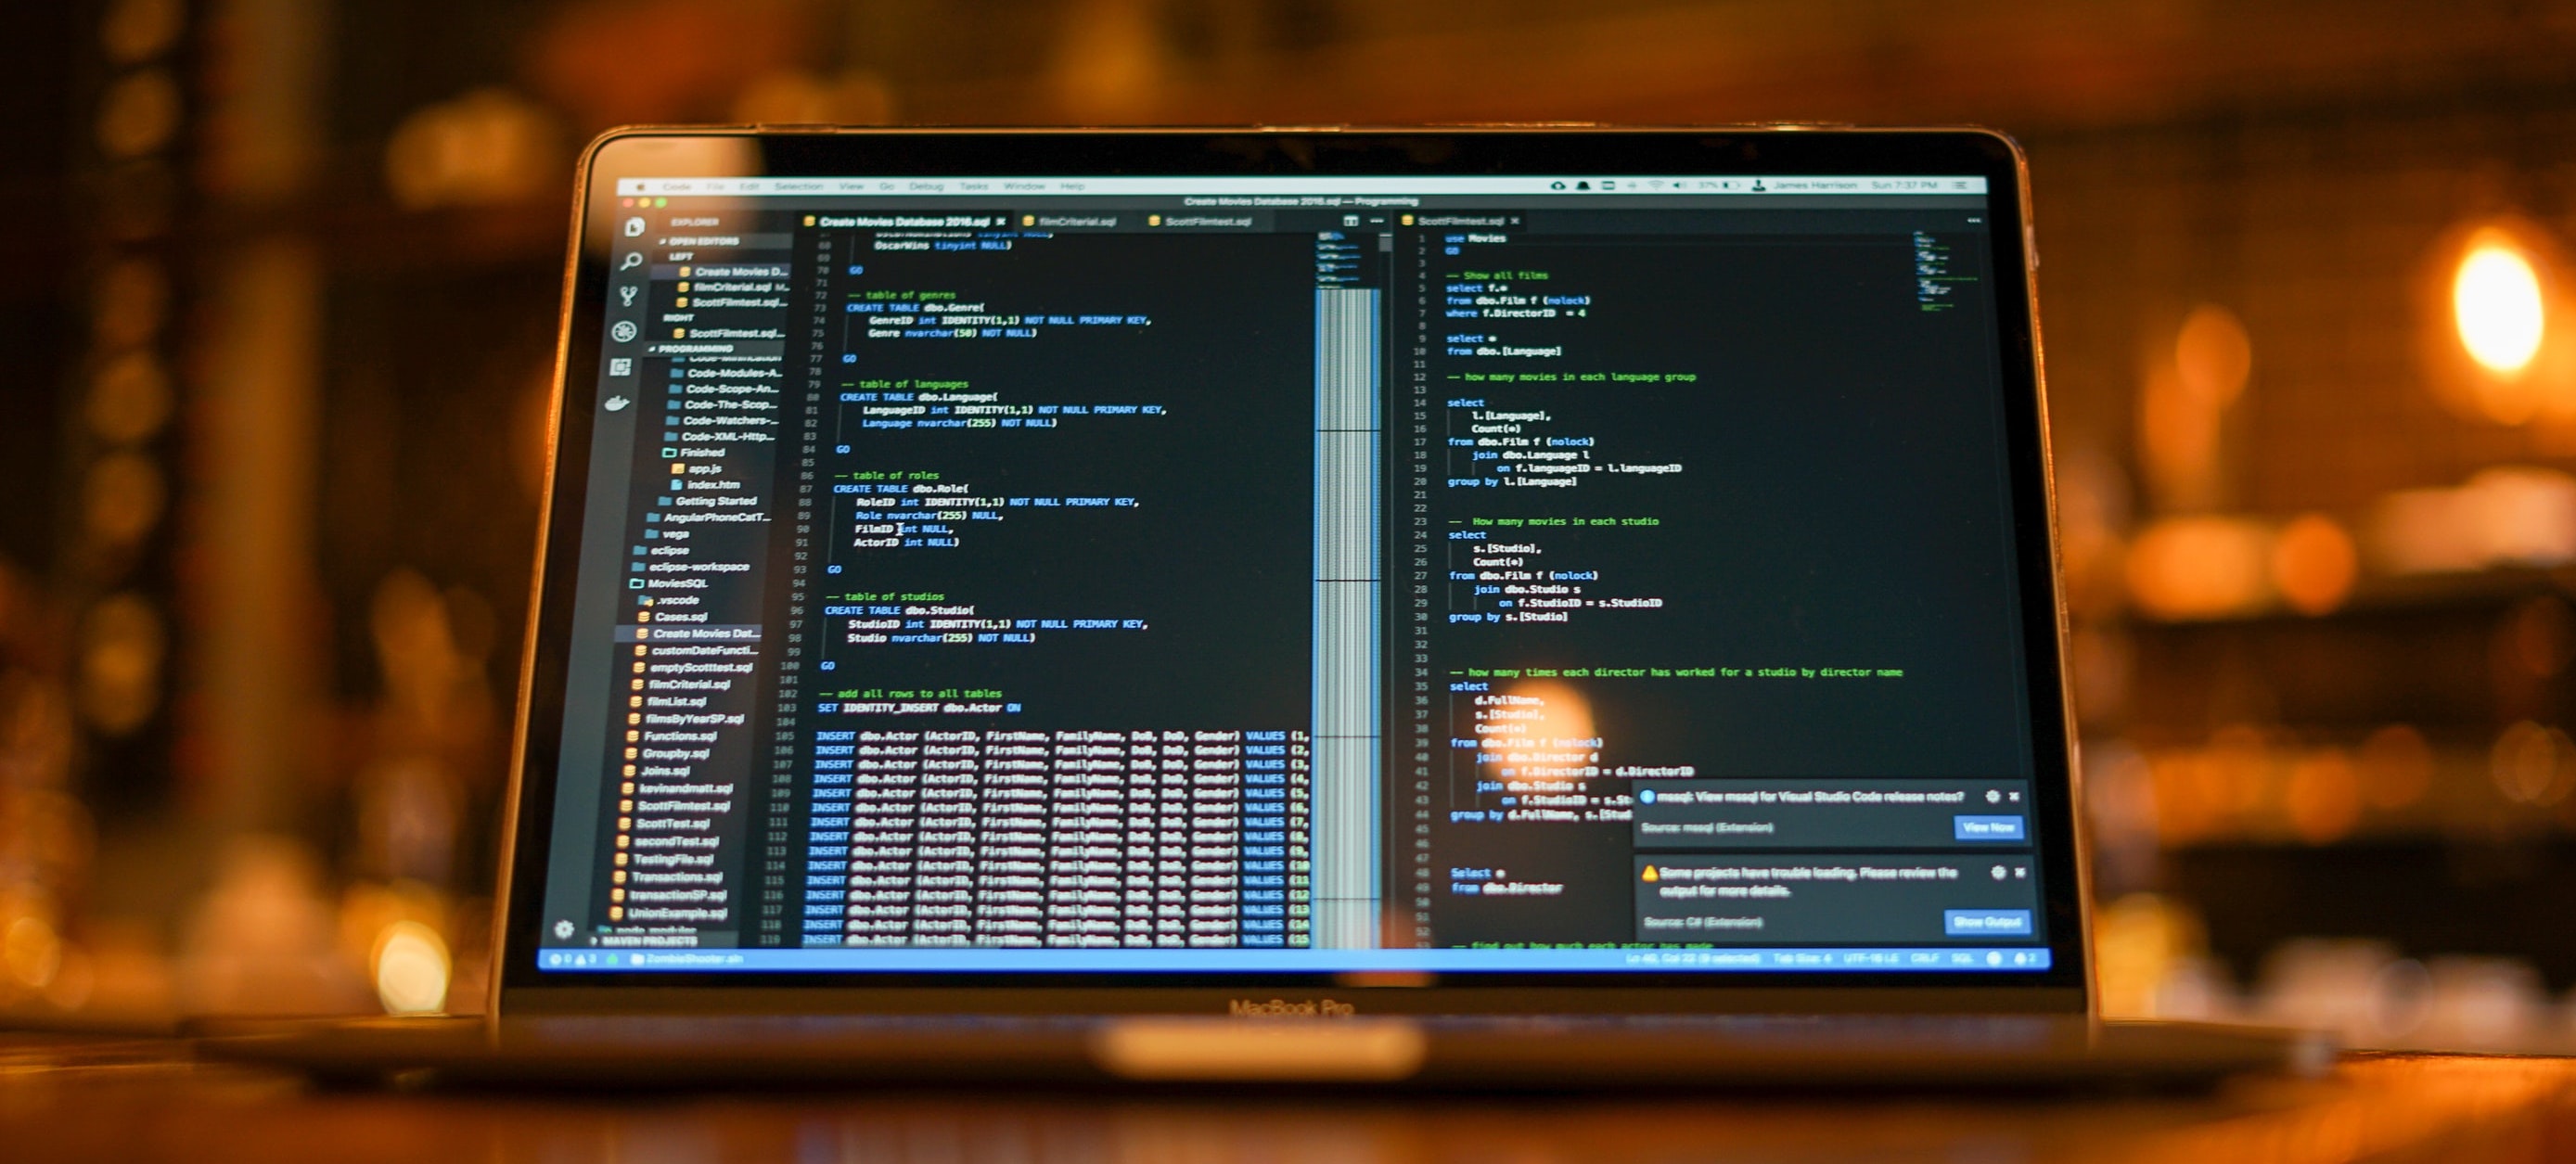 Code File Edit Selection View Go Debug Tasks Window Help
37% James Harrison Sun 7:37 PM
Create Movies Database 2016.sql — Programming
EXPLORER
OPEN EDITORS
LEFT
Create Movies D...
filmCriterial.sql M...
ScottFilmtest.sql...
RIGHT
ScottFilmtest.sql...
PROGRAMMING
Code-Modules-A...
Code-Scope-An...
Code-The-Scop...
Code-Watchers-...
Code-XML-Http...
Finished
app.js
index.htm
Getting Started
AngularPhoneCatT...
vega
eclipse
eclipse-workspace
MoviesSQL
.vscode
Cases.sql
Create Movies Dat...
customDateFuncti...
emptyScotttest.sql
filmCriterial.sql
filmList.sql
filmsByYearSP.sql
Functions.sql
Groupby.sql
Joins.sql
kevinandmatt.sql
ScottFilmtest.sql
ScottTest.sql
secondTest.sql
TestingFile.sql
Transactions.sql
transactionSP.sql
UnionExample.sql
node_modules
MAVEN PROJECTS
Create Movies Database 2016.sql filmCriterial.sql ScottFilmtest.sql
68 OscarWins tinyint NULL)
69
70 GO
71
72 -- table of genres
73 CREATE TABLE dbo.Genre(
74 GenreID int IDENTITY(1,1) NOT NULL PRIMARY KEY,
75 Genre nvarchar(50) NOT NULL)
76
77 GO
78
79 -- table of languages
80 CREATE TABLE dbo.Language(
81 LanguageID int IDENTITY(1,1) NOT NULL PRIMARY KEY,
82 Language nvarchar(255) NOT NULL)
83
84 GO
85
86 -- table of roles
87 CREATE TABLE dbo.Role(
88 RoleID int IDENTITY(1,1) NOT NULL PRIMARY KEY,
89 Role nvarchar(255) NULL,
90 FilmID int NULL,
91 ActorID int NULL)
92
93 GO
94
95 -- table of studios
96 CREATE TABLE dbo.Studio(
97 StudioID int IDENTITY(1,1) NOT NULL PRIMARY KEY,
98 Studio nvarchar(255) NOT NULL)
99
100 GO
101
102 -- add all rows to all tables
103 SET IDENTITY_INSERT dbo.Actor ON
104
105 INSERT dbo.Actor (ActorID, FirstName, FamilyName, DoB, DoD, Gender) VALUES (1,
106 INSERT dbo.Actor (ActorID, FirstName, FamilyName, DoB, DoD, Gender) VALUES (2,
107 INSERT dbo.Actor (ActorID, FirstName, FamilyName, DoB, DoD, Gender) VALUES (3,
108 INSERT dbo.Actor (ActorID, FirstName, FamilyName, DoB, DoD, Gender) VALUES (4,
109 INSERT dbo.Actor (ActorID, FirstName, FamilyName, DoB, DoD, Gender) VALUES (5,
110 INSERT dbo.Actor (ActorID, FirstName, FamilyName, DoB, DoD, Gender) VALUES (6,
111 INSERT dbo.Actor (ActorID, FirstName, FamilyName, DoB, DoD, Gender) VALUES (7,
112 INSERT dbo.Actor (ActorID, FirstName, FamilyName, DoB, DoD, Gender) VALUES (8,
113 INSERT dbo.Actor (ActorID, FirstName, FamilyName, DoB, DoD, Gender) VALUES (9,
114 INSERT dbo.Actor (ActorID, FirstName, FamilyName, DoB, DoD, Gender) VALUES (10
115 INSERT dbo.Actor (ActorID, FirstName, FamilyName, DoB, DoD, Gender) VALUES (11
116 INSERT dbo.Actor (ActorID, FirstName, FamilyName, DoB, DoD, Gender) VALUES (12
117 INSERT dbo.Actor (ActorID, FirstName, FamilyName, DoB, DoD, Gender) VALUES (13
118 INSERT dbo.Actor (ActorID, FirstName, FamilyName, DoB, DoD, Gender) VALUES (14
119 INSERT dbo.Actor (ActorID, FirstName, FamilyName, DoB, DoD, Gender) VALUES (15
ScottFilmtest.sql
1 use Movies
2 GO
3
4 -- Show all films
5 select f.*
6 from dbo.Film f (nolock)
7 where f.DirectorID = 4
8
9 select *
10 from dbo.[Language]
11
12 -- how many movies in each language group
13
14 select
15 l.[Language],
16 Count(*)
17 from dbo.Film f (nolock)
18 join dbo.Language l
19 on f.languageID = l.languageID
20 group by l.[Language]
21
22
23 -- How many movies in each studio
24 select
25 s.[Studio],
26 Count(*)
27 from dbo.Film f (nolock)
28 join dbo.Studio s
29 on f.StudioID = s.StudioID
30 group by s.[Studio]
31
32
33
34 -- how many times each director has worked for a studio by director name
35 select
36 d.FullName,
37 s.[Studio],
38 Count(*)
39 from dbo.Film f (nolock)
40 join dbo.Director d
41 on f.DirectorID = d.DirectorID
42 join dbo.Studio s
43 on f.StudioID = s.St
44 group by d.FullName, s.[Stud
45
46
47
48 Select *
49 from dbo.Director
50
51
52
53 -- find out how much each actor has made
mssql: View mssql for Visual Studio Code release notes?
Source: mssql (Extension) View Now
Some projects have trouble loading. Please review the
output for more details.
Source: C# (Extension) Show Output
0 3 ZombieShooter.sln
Tab Size: 4 UTF-16 LE CRLF SQL 2
MacBook Pro